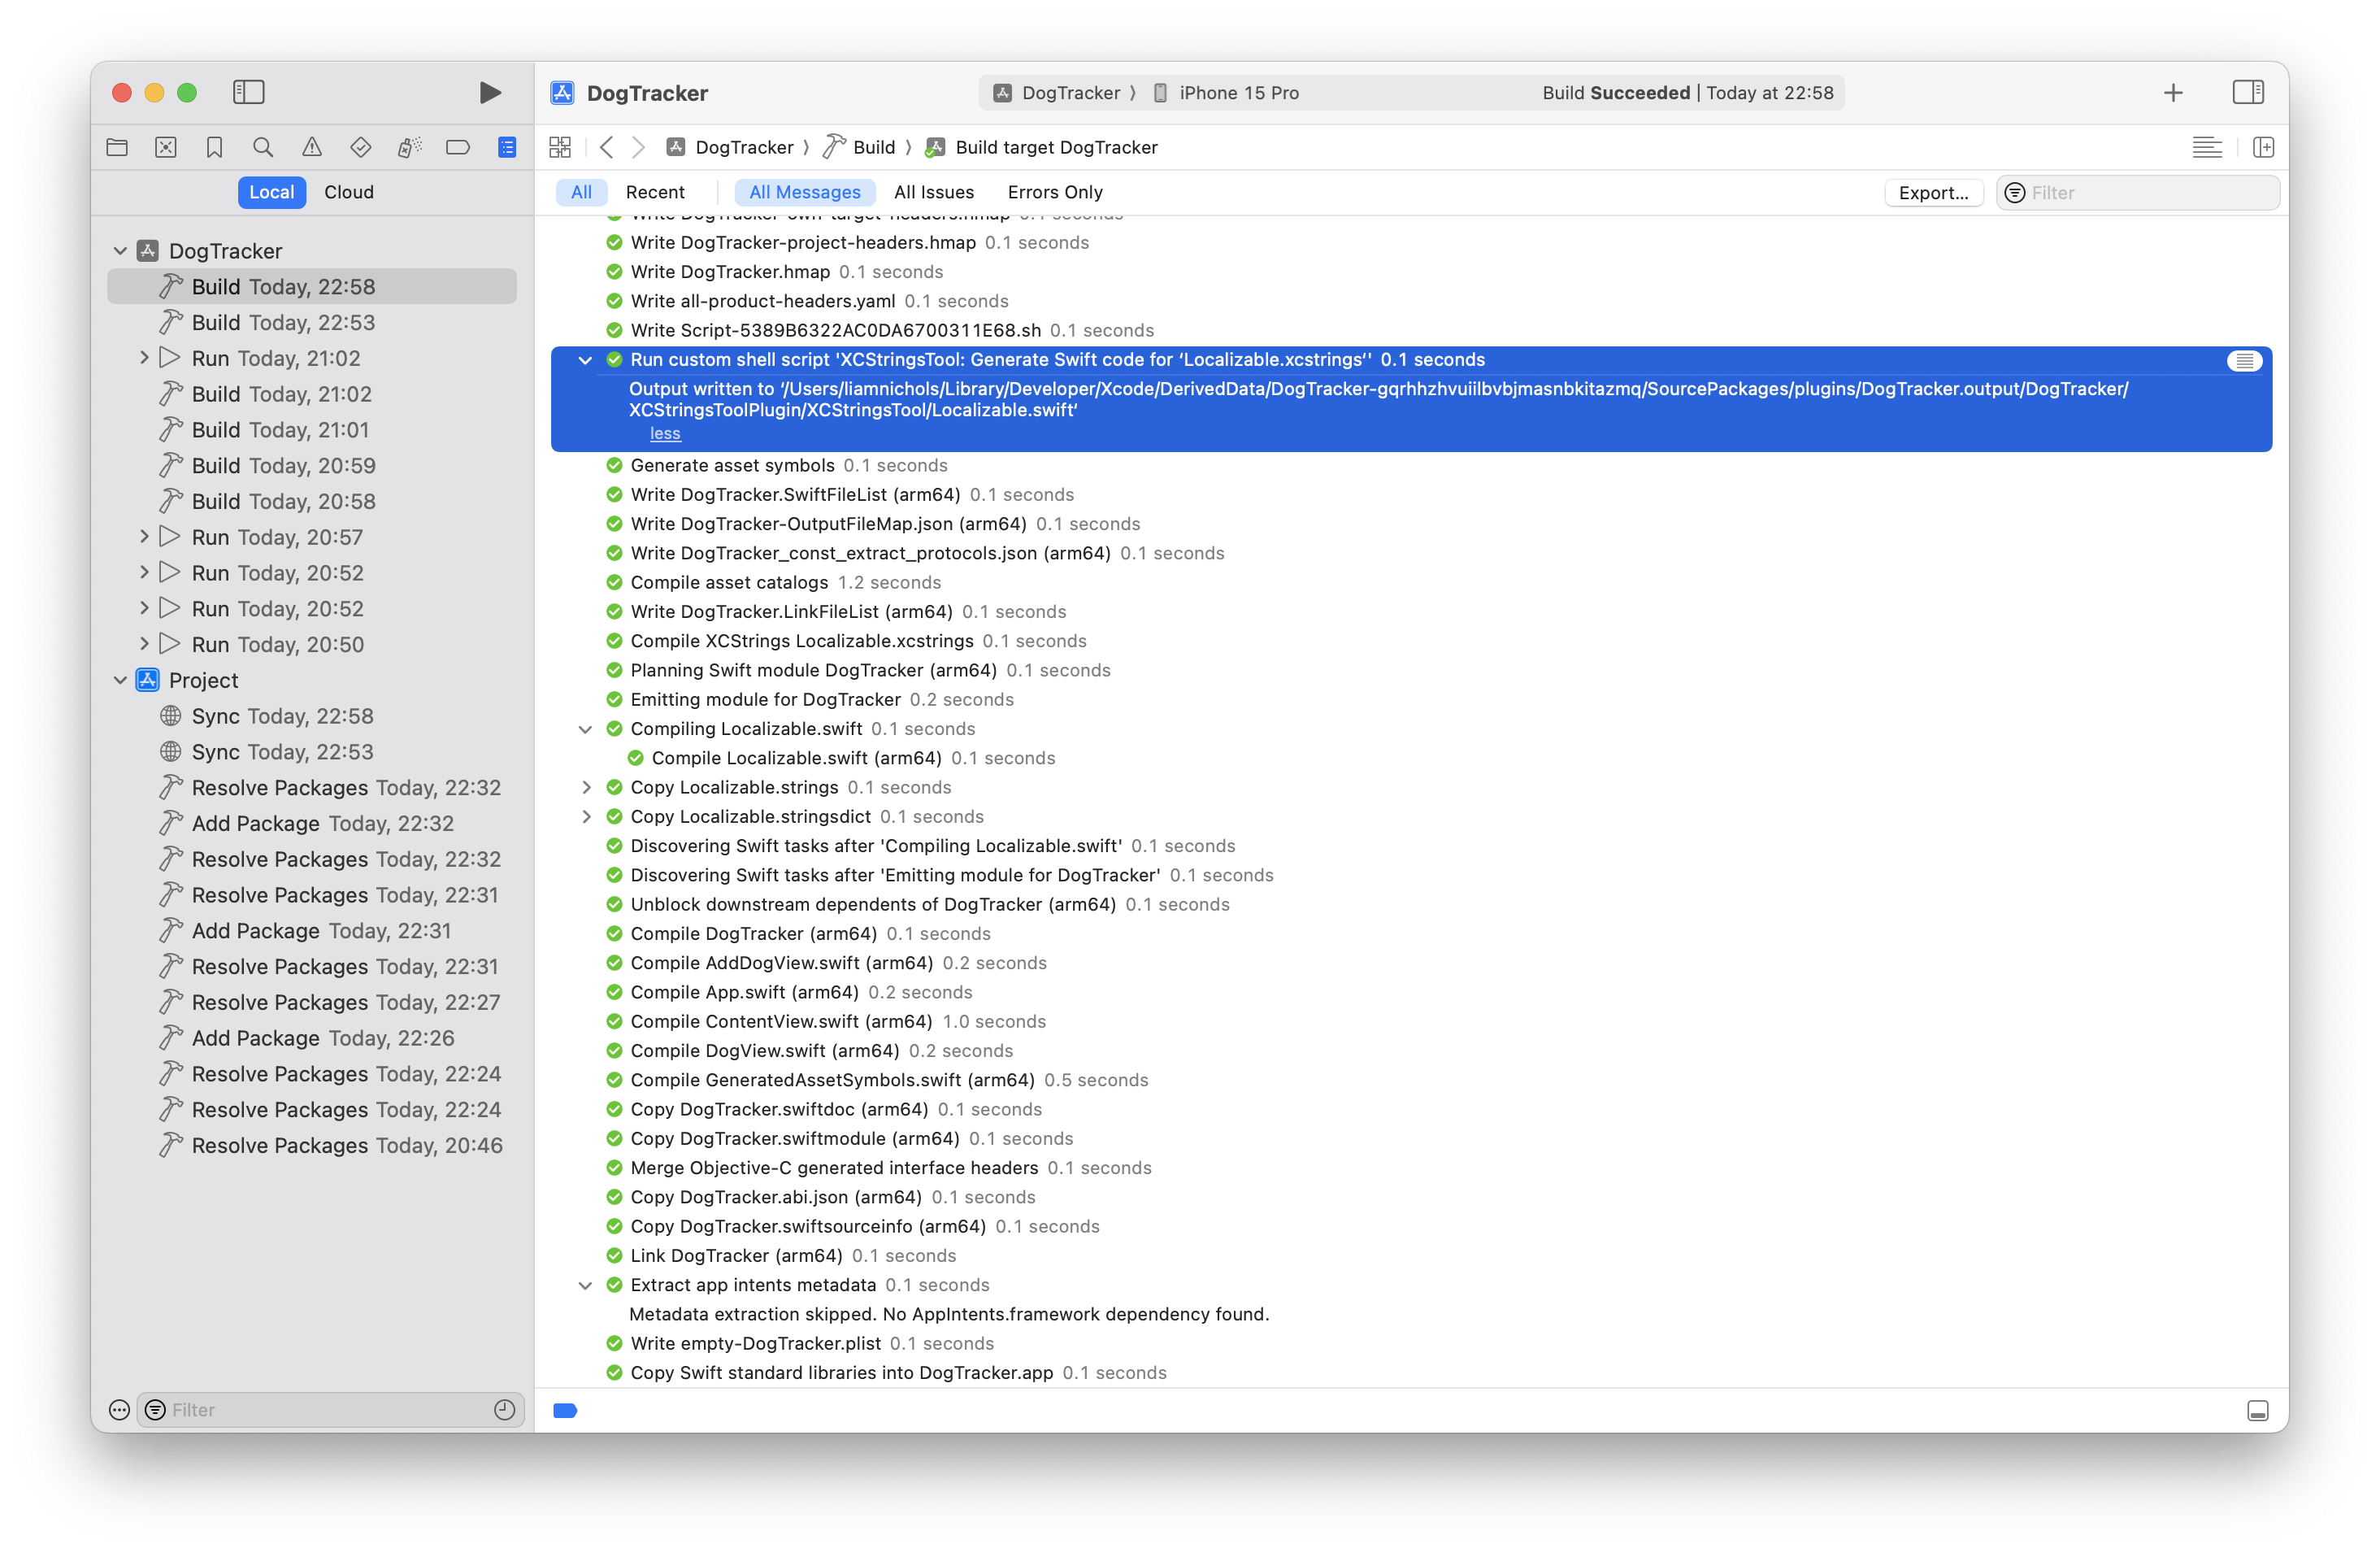 DogTracker
DogTracker ⟩ iPhone 15 Pro
Build Succeeded | Today at 22:58
DogTracker ⟩ Build ⟩ Build target DogTracker
Local Cloud
All Recent All Messages All Issues Errors Only
Export... Filter
DogTracker
Build Today, 22:58
Build Today, 22:53
Run Today, 21:02
Build Today, 21:02
Build Today, 21:01
Build Today, 20:59
Build Today, 20:58
Run Today, 20:57
Run Today, 20:52
Run Today, 20:52
Run Today, 20:50
Project
Sync Today, 22:58
Sync Today, 22:53
Resolve Packages Today, 22:32
Add Package Today, 22:32
Resolve Packages Today, 22:32
Resolve Packages Today, 22:31
Add Package Today, 22:31
Resolve Packages Today, 22:31
Resolve Packages Today, 22:27
Add Package Today, 22:26
Resolve Packages Today, 22:24
Resolve Packages Today, 22:24
Resolve Packages Today, 20:46
Filter
Write DogTracker-own-target-headers.hmap 0.1 seconds
Write DogTracker-project-headers.hmap 0.1 seconds
Write DogTracker.hmap 0.1 seconds
Write all-product-headers.yaml 0.1 seconds
Write Script-5389B6322AC0DA6700311E68.sh 0.1 seconds
Run custom shell script 'XCStringsTool: Generate Swift code for ‘Localizable.xcstrings‘' 0.1 seconds
Output written to ‘/Users/liamnichols/Library/Developer/Xcode/DerivedData/DogTracker-gqrhhzhvuiilbvbjmasnbkitazmq/SourcePackages/plugins/DogTracker.output/DogTracker/
XCStringsToolPlugin/XCStringsTool/Localizable.swift‘
less
Generate asset symbols 0.1 seconds
Write DogTracker.SwiftFileList (arm64) 0.1 seconds
Write DogTracker-OutputFileMap.json (arm64) 0.1 seconds
Write DogTracker_const_extract_protocols.json (arm64) 0.1 seconds
Compile asset catalogs 1.2 seconds
Write DogTracker.LinkFileList (arm64) 0.1 seconds
Compile XCStrings Localizable.xcstrings 0.1 seconds
Planning Swift module DogTracker (arm64) 0.1 seconds
Emitting module for DogTracker 0.2 seconds
Compiling Localizable.swift 0.1 seconds
Compile Localizable.swift (arm64) 0.1 seconds
Copy Localizable.strings 0.1 seconds
Copy Localizable.stringsdict 0.1 seconds
Discovering Swift tasks after 'Compiling Localizable.swift' 0.1 seconds
Discovering Swift tasks after 'Emitting module for DogTracker' 0.1 seconds
Unblock downstream dependents of DogTracker (arm64) 0.1 seconds
Compile DogTracker (arm64) 0.1 seconds
Compile AddDogView.swift (arm64) 0.2 seconds
Compile App.swift (arm64) 0.2 seconds
Compile ContentView.swift (arm64) 1.0 seconds
Compile DogView.swift (arm64) 0.2 seconds
Compile GeneratedAssetSymbols.swift (arm64) 0.5 seconds
Copy DogTracker.swiftdoc (arm64) 0.1 seconds
Copy DogTracker.swiftmodule (arm64) 0.1 seconds
Merge Objective-C generated interface headers 0.1 seconds
Copy DogTracker.abi.json (arm64) 0.1 seconds
Copy DogTracker.swiftsourceinfo (arm64) 0.1 seconds
Link DogTracker (arm64) 0.1 seconds
Extract app intents metadata 0.1 seconds
Metadata extraction skipped. No AppIntents.framework dependency found.
Write empty-DogTracker.plist 0.1 seconds
Copy Swift standard libraries into DogTracker.app 0.1 seconds